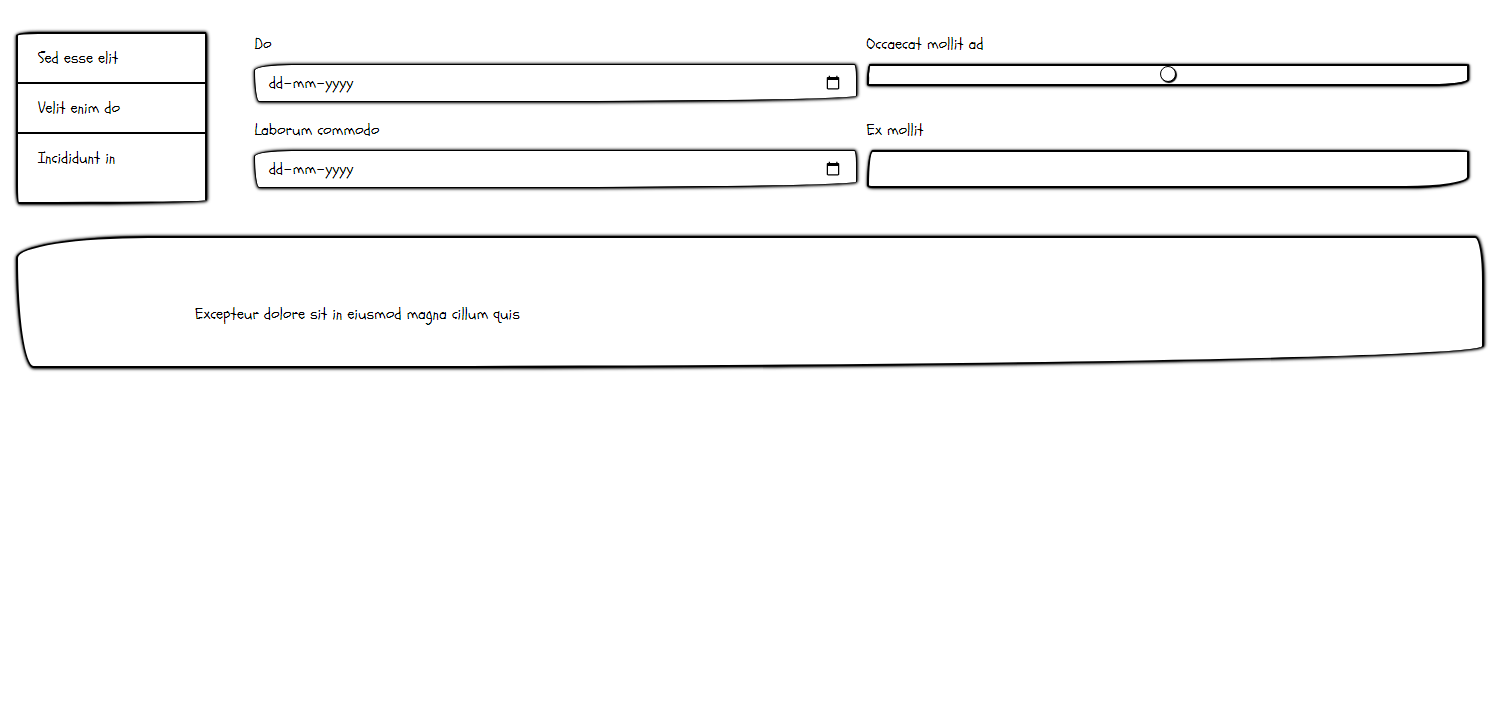 Sed esse elit
Velit enim do
Incididunt in
Do
dd-mm-yyyy
Occaecat mollit ad
Laborum commodo
dd-mm-yyyy
Ex mollit
Excepteur dolore sit in eiusmod magna cillum quis